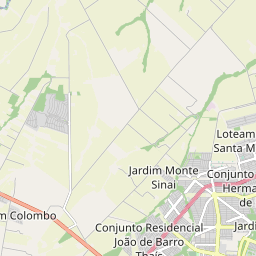 Loteam
Santa M
Jardim Monte
Sinai
Conjunto
Herma
de
m Colombo
Conjunto Residencial
João de Barro
Thaís
Jardi